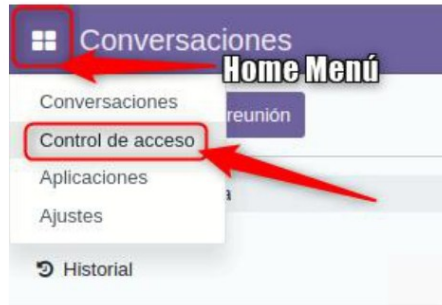 Conversaciones
Home Menú
Conversaciones
reunión
Control de acceso
Aplicaciones
a
Ajustes
Historial